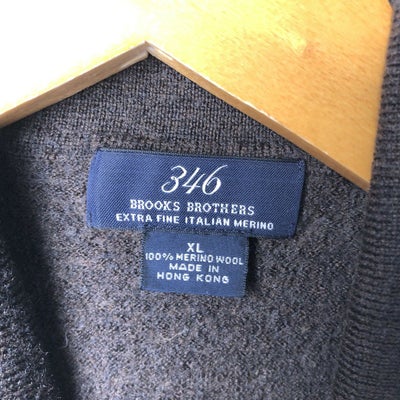 346
BROOKS BROTHERS
EXTRA FINE ITALIAN MERINO
XL
100% MERINO WOOL
MADE IN
HONG KONG